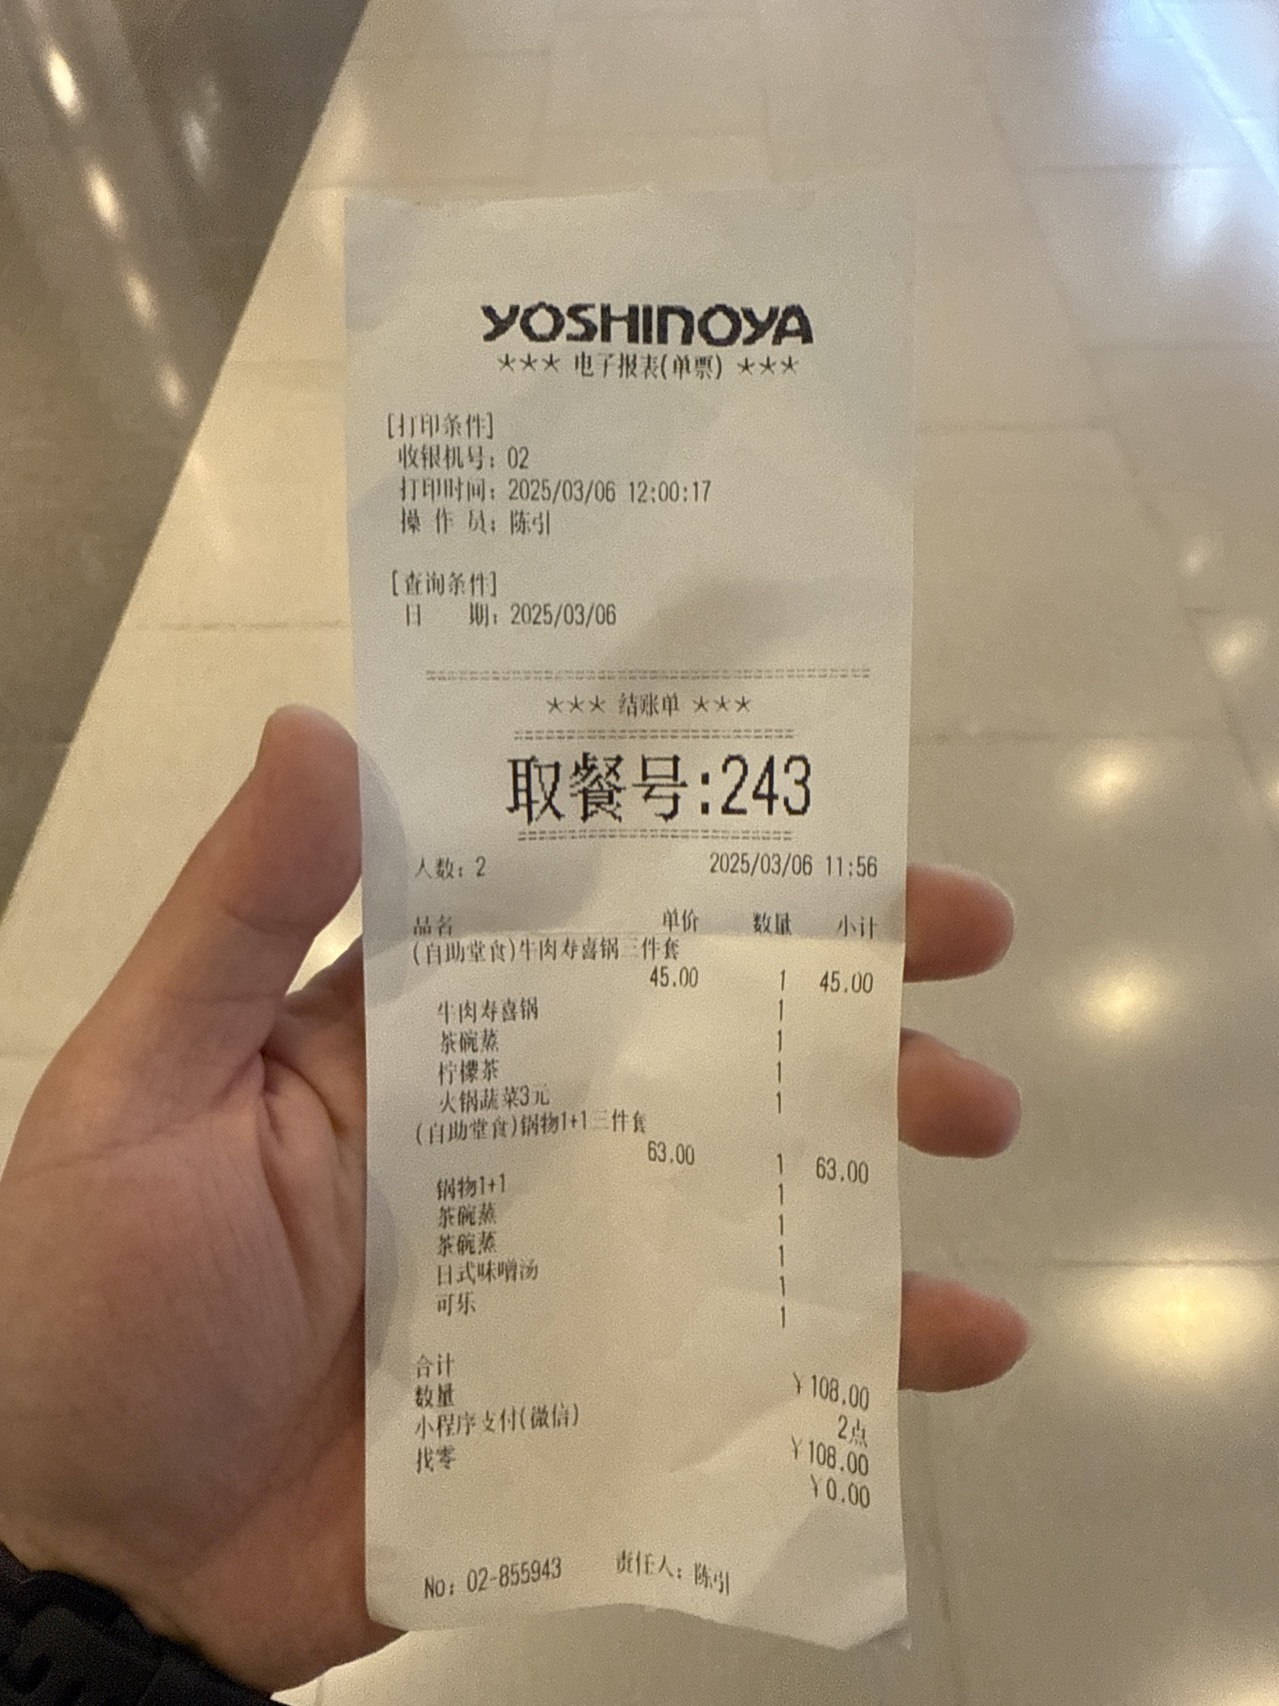 YOSHINOYA
*** 电子报表(单票) ***
[打印条件]
收银机号: 02
打印时间: 2025/03/06 12:00:17
操 作 员: 陈引
[查询条件]
日 期: 2025/03/06
*** 结账单 ***
取餐号:243
人数: 2 2025/03/06 11:56
品名 单价 数量 小计
(自助堂食)牛肉寿喜锅三件套
45.00 1 45.00
牛肉寿喜锅 1
茶碗蒸 1
柠檬茶 1
火锅蔬菜3元 1
(自助堂食)锅物1+1三件套
63.00 1 63.00
锅物1+1 1
茶碗蒸 1
茶碗蒸 1
日式味噌汤 1
可乐 1
合计 ¥108.00
数量 2点
小程序支付(微信) ¥108.00
找零 ¥0.00
No: 02-855943 责任人: 陈引